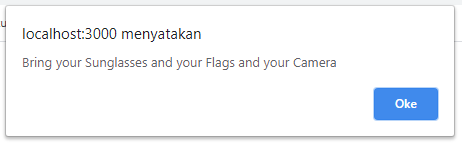 localhost:3000 menyatakan
Bring your Sunglasses and your Flags and your Camera
Oke